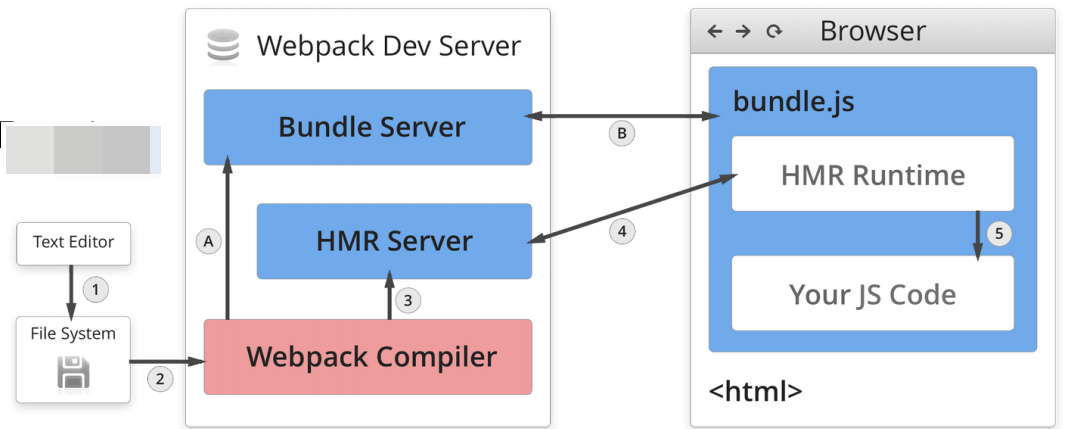 Webpack Dev Server
Browser
bundle.js
Bundle Server
B
HMR Runtime
HMR Server
4
5
A
Text Editor
1
3
Your JS Code
File System
Webpack Compiler
2
<html>